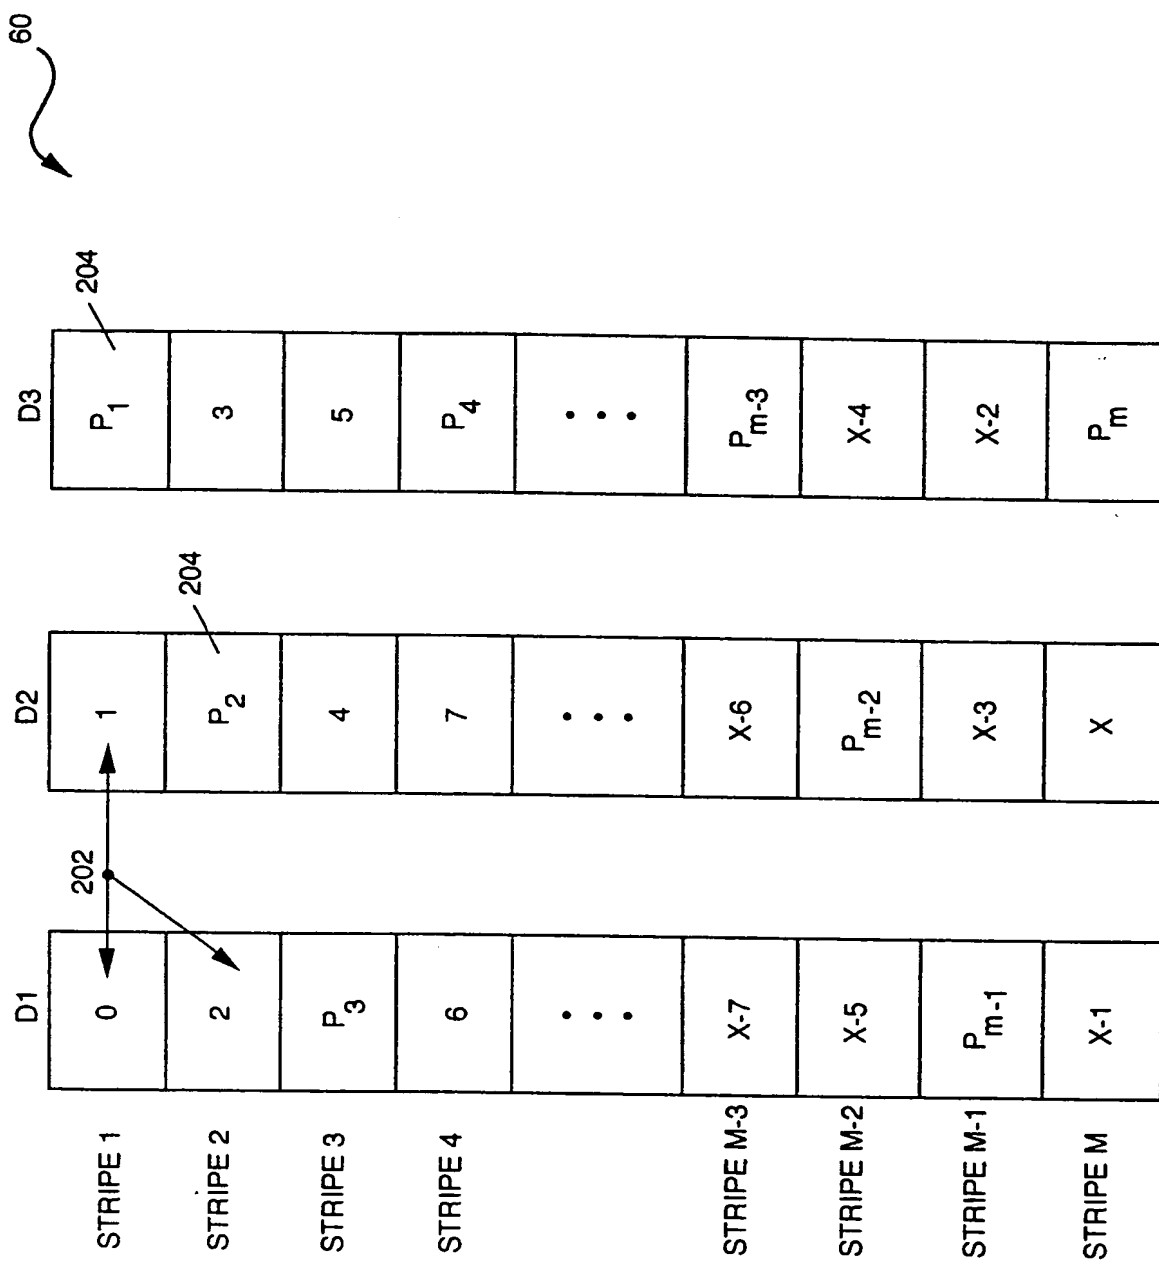 60
D1 D2 D3
202
204
204
STRIPE 1 0 1 P1
STRIPE 2 2 P2 3
STRIPE 3 P3 4 5
STRIPE 4 6 7 P4
STRIPE M-3 X-7 X-6 Pm-3
STRIPE M-2 X-5 Pm-2 X-4
STRIPE M-1 Pm-1 X-3 X-2
STRIPE M X-1 X Pm